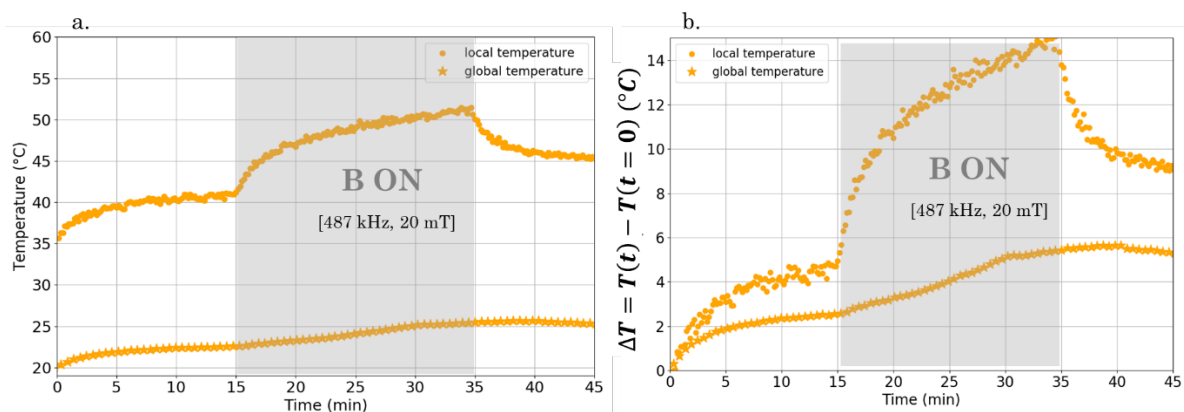 a.
60
55
50
45
40
35
30
25
20
Temperature (°C)
local temperature
global temperature
B ON
[487 kHz, 20 mT]
0 5 10 15 20 25 30 35 40 45
Time (min)
b.
14
12
10
8
6
4
2
0
ΔT = T(t) − T(t = 0) (°C)
local temperature
global temperature
B ON
[487 kHz, 20 mT]
0 5 10 15 20 25 30 35 40 45
Time (min)